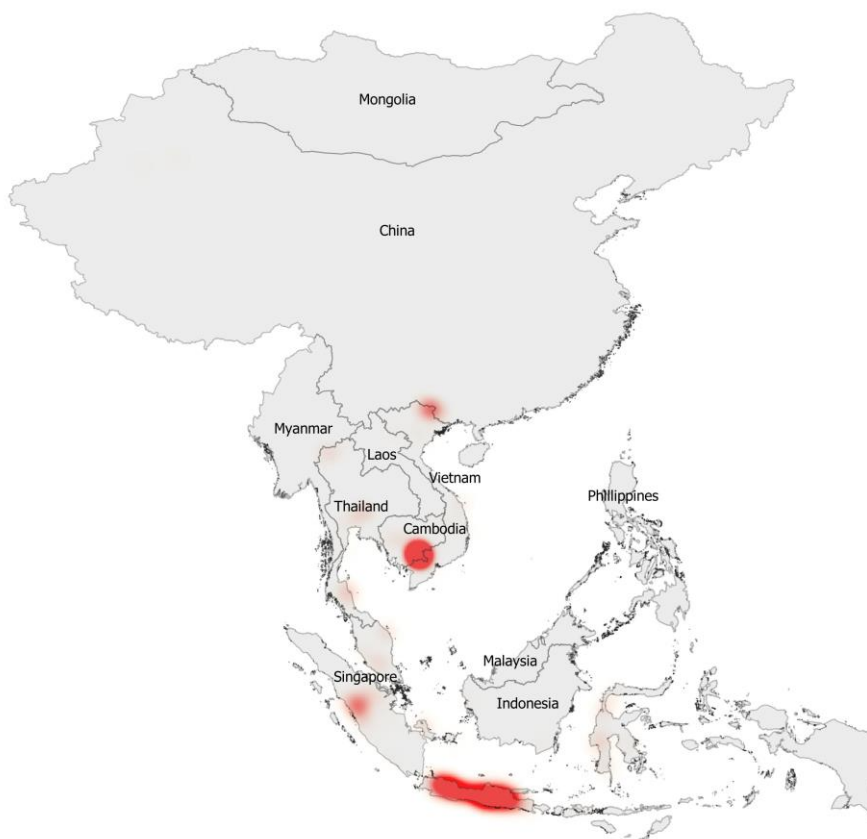 Mongolia
China
Myanmar
Laos
Vietnam
Thailand
Phillippines
Cambodia
Malaysia
Singapore
Indonesia